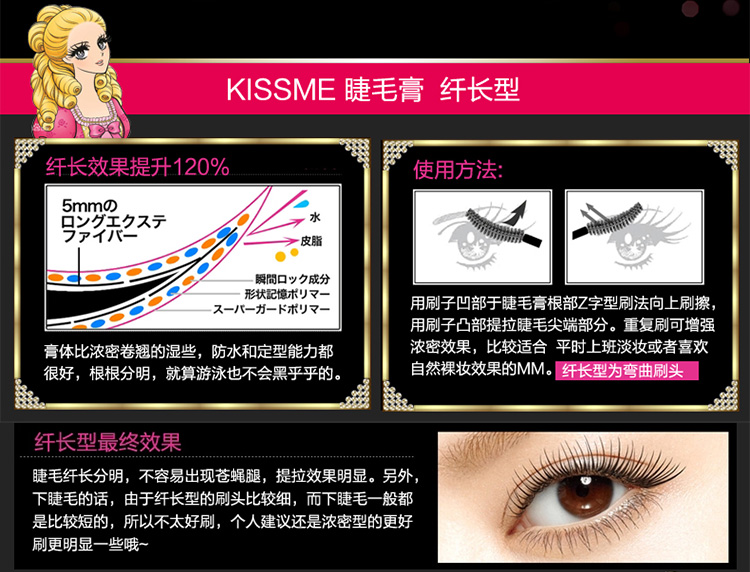 KISSME 睫毛膏 纤长型
纤长效果提升120%
5mmの
ロングエクステ
ファイバー
水
皮脂
瞬間ロック成分
形状記憶ポリマー
スーパーガードポリマー
膏体比浓密卷翘的湿些，防水和定型能力都
很好，根根分明，就算游泳也不会黑乎乎的。
使用方法:
用刷子凹部于睫毛膏根部Z字型刷法向上刷擦，
用刷子凸部提拉睫毛尖端部分。重复刷可增强
浓密效果，比较适合 平时上班淡妆或者喜欢
自然裸妆效果的MM。 纤长型为弯曲刷头
纤长型最终效果
睫毛纤长分明，不容易出现苍蝇腿，提拉效果明显。另外，
下睫毛的话，由于纤长型的刷头比较细，而下睫毛一般都
是比较短的，所以不太好刷，个人建议还是浓密型的更好
刷更明显一些哦~